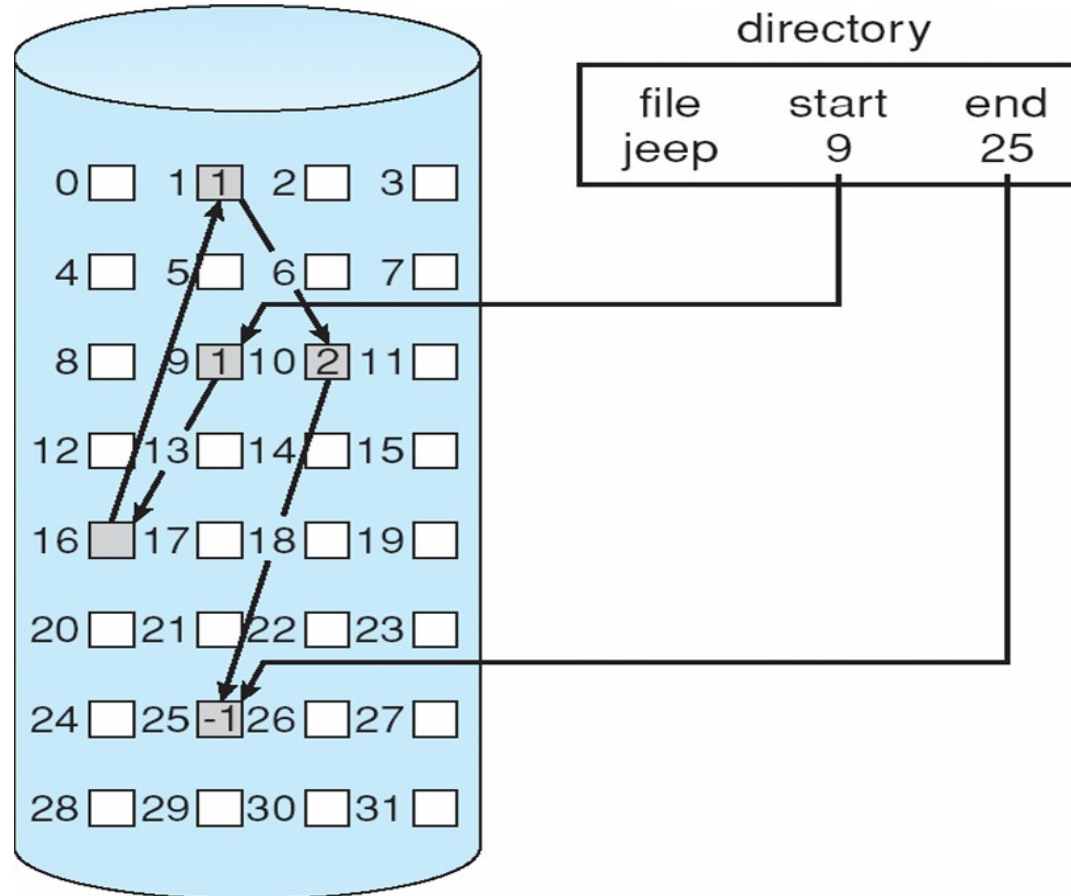 directory
file start end
jeep 9 25
0 1 1 2 3
4 5 6 7
8 9 1 10 2 11
12 13 14 15
16 17 18 19
20 21 22 23
24 25 -1 26 27
28 29 30 31